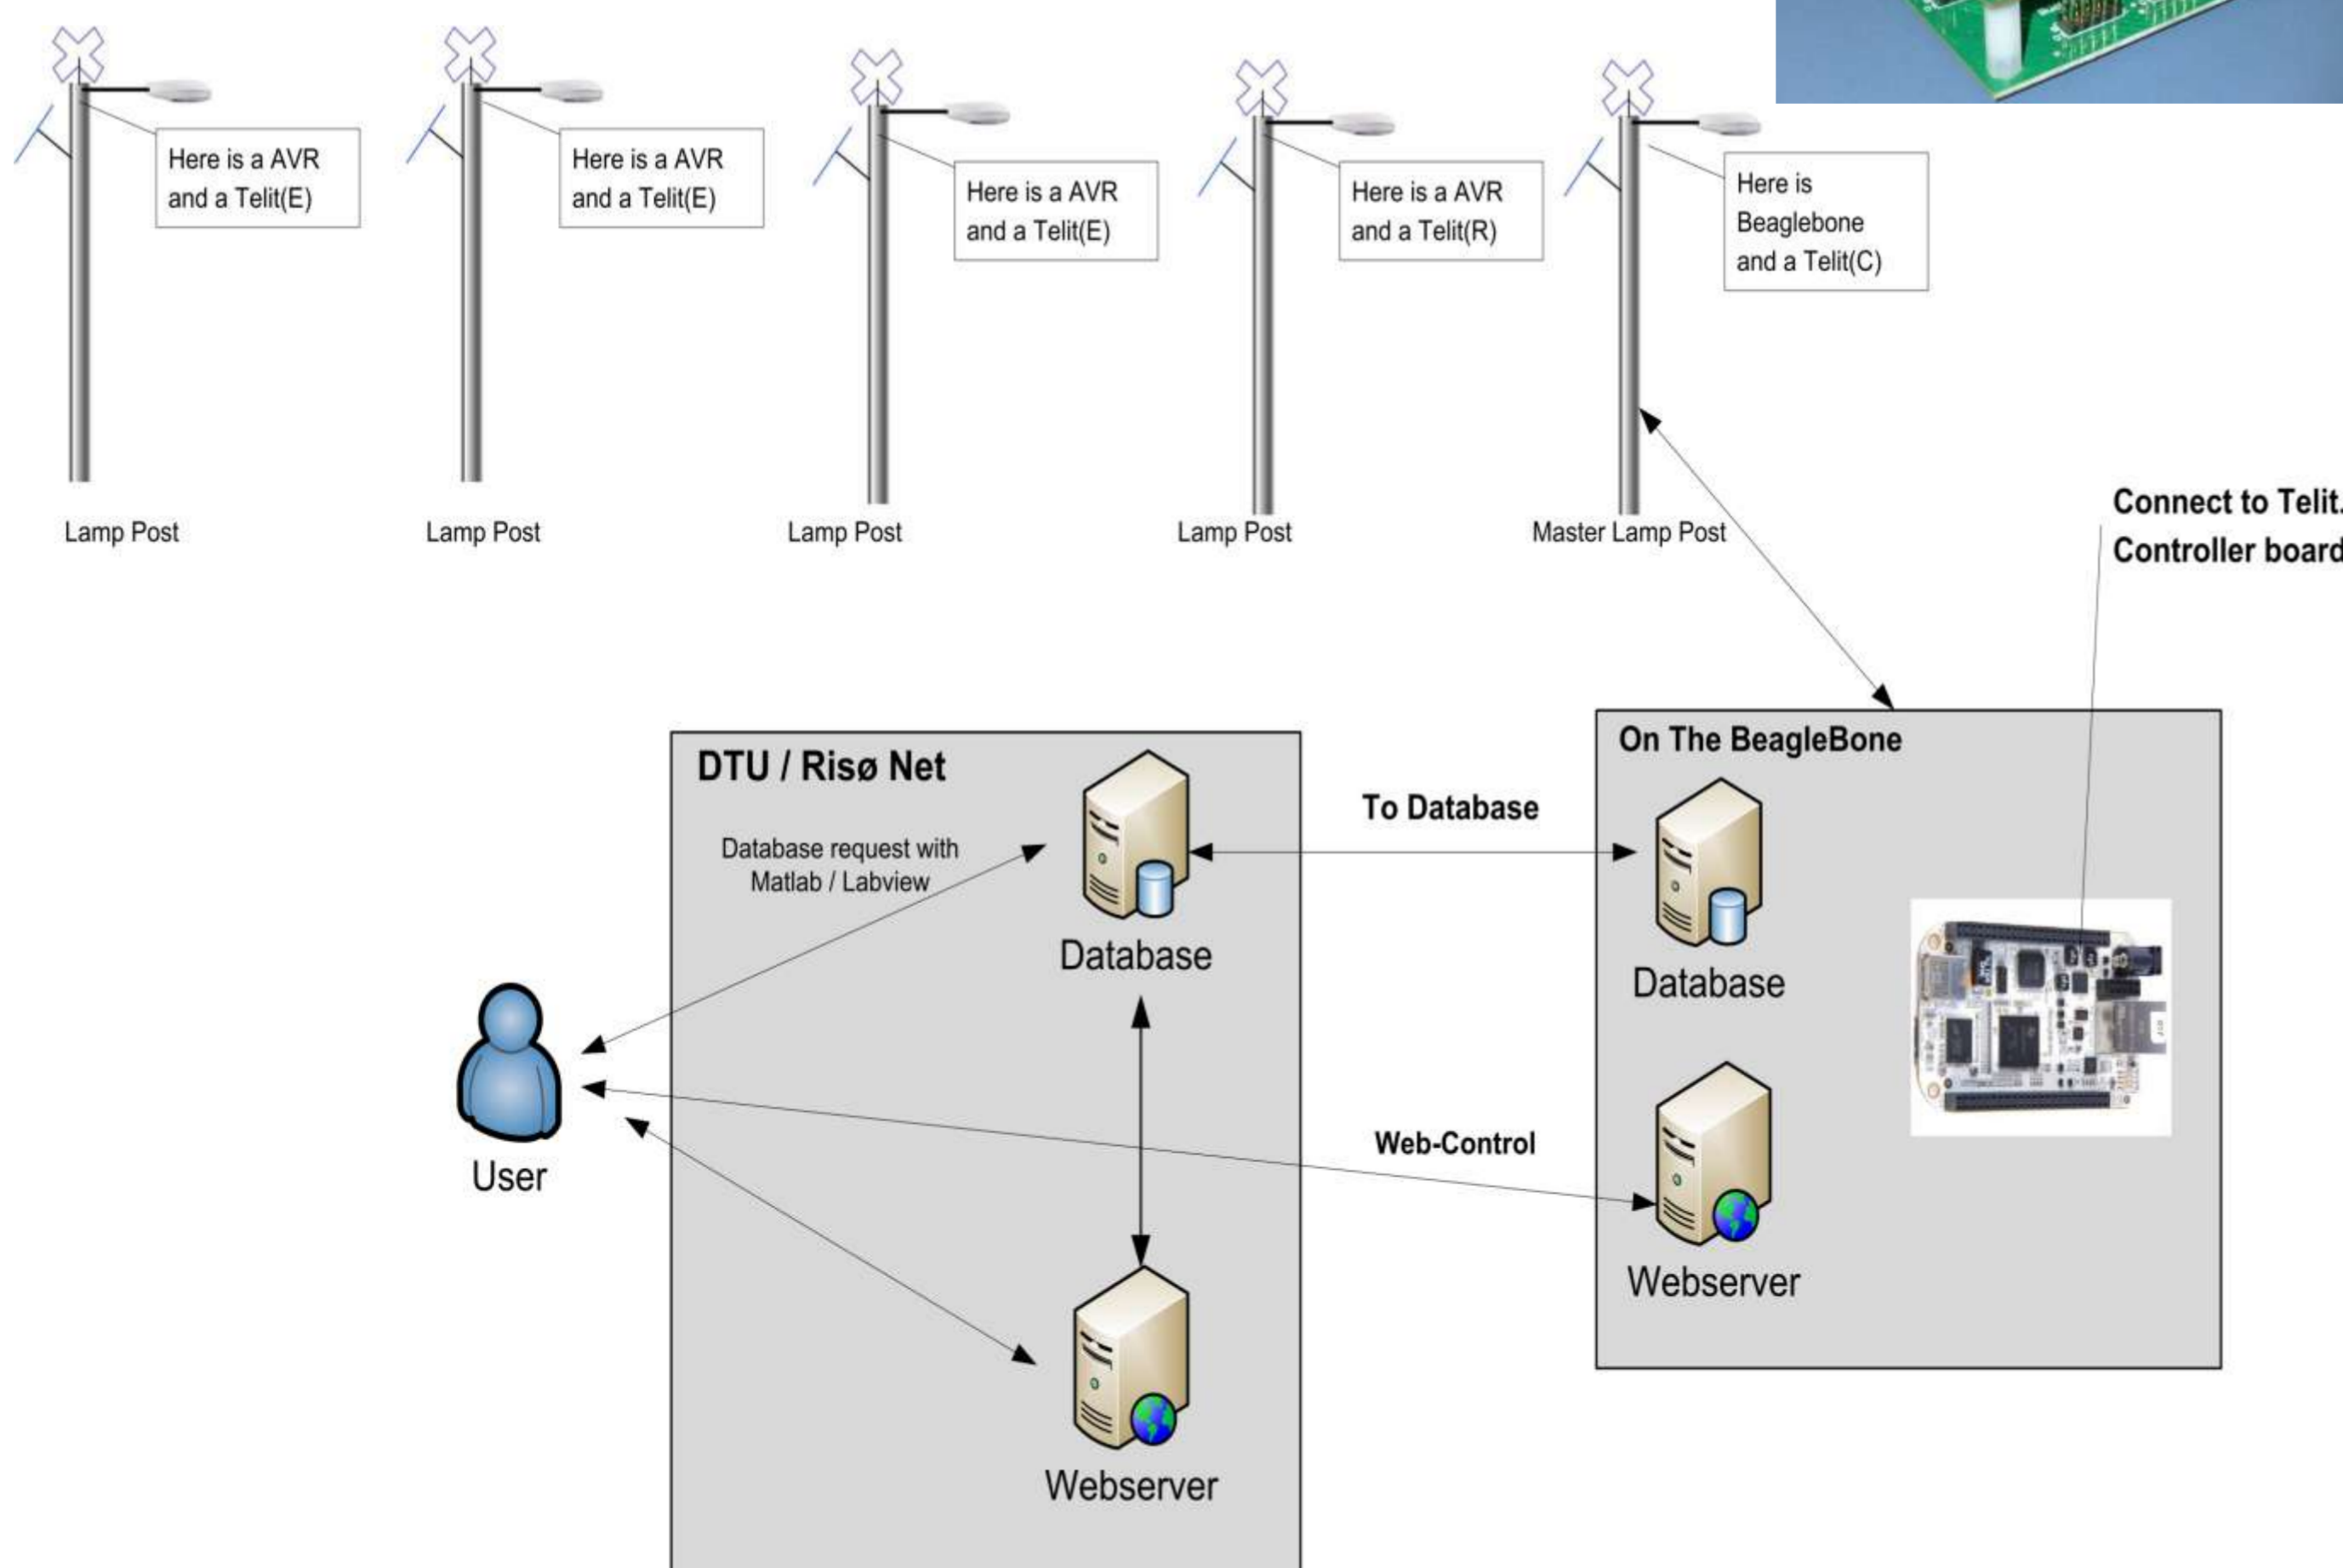 Here is a AVR
and a Telit(E)
Here is a AVR
and a Telit(E)
Here is a AVR
and a Telit(E)
Here is a AVR
and a Telit(R)
Here is
Beaglebone
and a Telit(C)
Lamp Post
Lamp Post
Lamp Post
Lamp Post
Master Lamp Post
Connect to Telit.
Controller board
DTU / Risø Net
Database request with
Matlab / Labview
Database
To Database
On The BeagleBone
Database
User
Web-Control
Webserver
Webserver